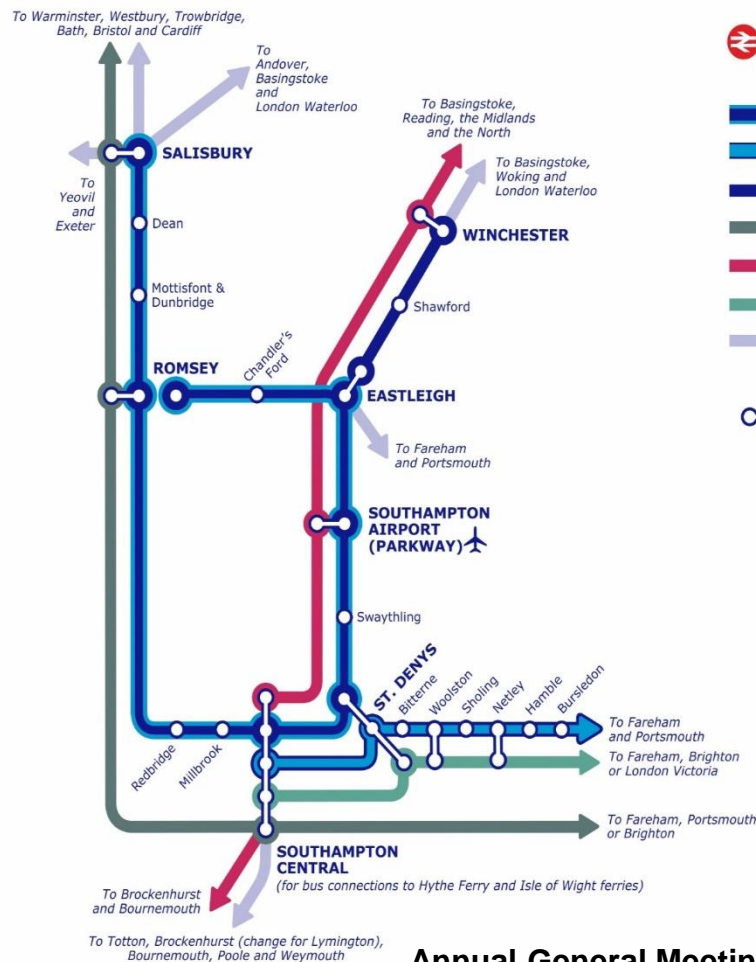 To Warminster, Westbury, Trowbridge,
Bath, Bristol and Cardiff
To
Andover,
Basingstoke
and
London Waterloo
To Basingstoke,
Reading, the Midlands
and the North
To Basingstoke,
Woking and
London Waterloo
SALISBURY
To
Yeovil
and
Exeter
Dean
WINCHESTER
Mottisfont &
Dunbridge
Shawford
ROMSEY
Chandler's
Ford
EASTLEIGH
To Fareham
and Portsmouth
SOUTHAMPTON
AIRPORT
(PARKWAY)
Swaythling
ST. DENYS
Bitterne
Woolston
Sholing
Netley
Hamble
Bursledon
To Fareham
and Portsmouth
Redbridge
Millbrook
To Fareham, Brighton
or London Victoria
To Fareham, Portsmouth
or Brighton
SOUTHAMPTON
CENTRAL
(for bus connections to Hythe Ferry and Isle of Wight ferries)
To Brockenhurst
and Bournemouth
To Totton, Brockenhurst (change for Lymington),
Bournemouth, Poole and Weymouth
Annual General Meetin